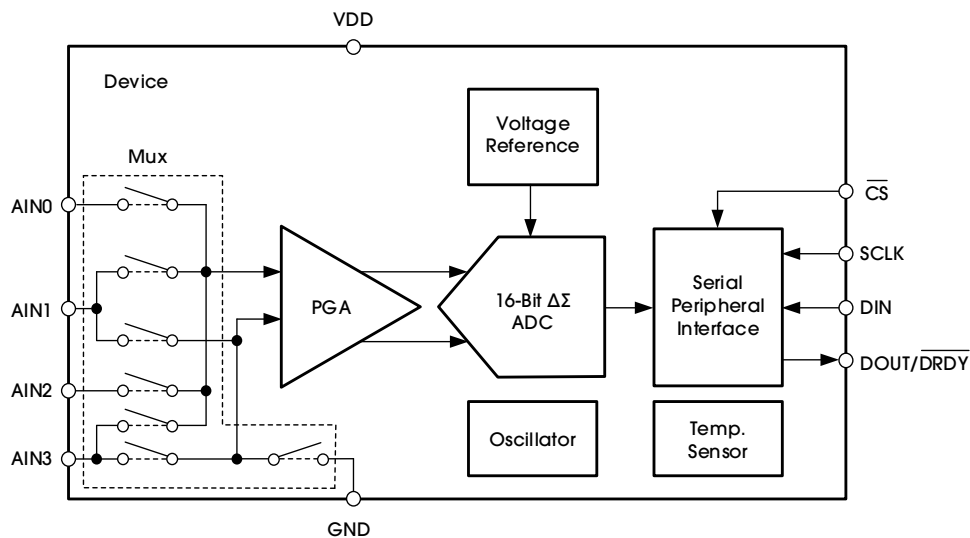 VDD
Device
Voltage
Reference
Mux
AIN0
CS
SCLK
AIN1
PGA
16-Bit ΔΣ
ADC
Serial
Peripheral
Interface
DIN
DOUT/DRDY
AIN2
AIN3
Oscillator
Temp.
Sensor
GND